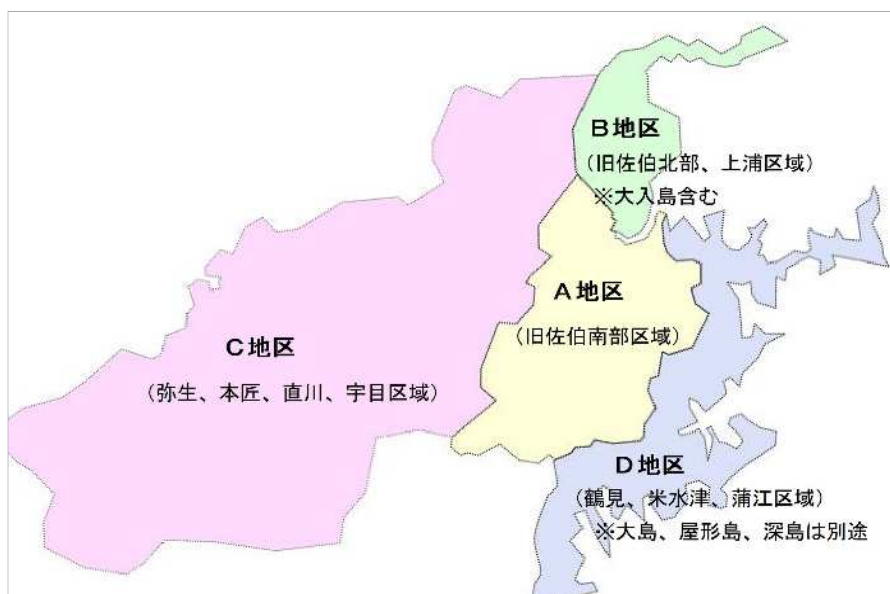 B地区
(旧佐伯北部、上浦区域)
※大入島含む
A地区
(旧佐伯南部区域)
C地区
(弥生、本匠、直川、宇目区域)
D地区
(鶴見、米水津、蒲江区域)
※大島、屋形島、深島は別途